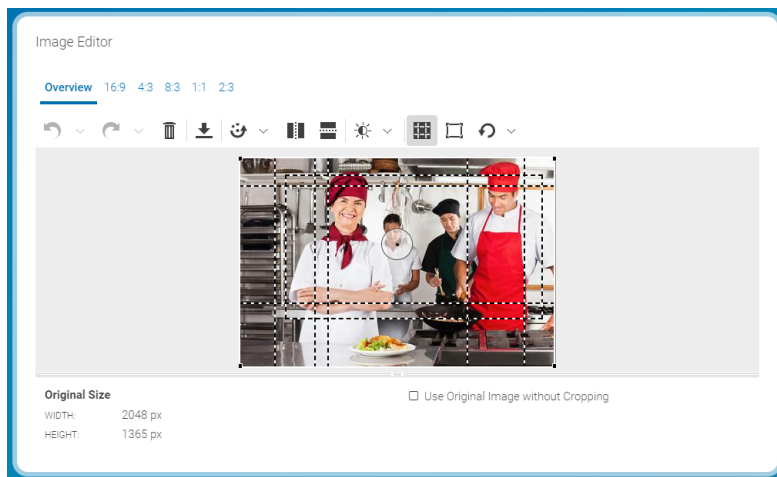 Image Editor
Overview 16:9 4:3 8:3 1:1 2:3
Original Size
Use Original Image without Cropping
WIDTH: 2048 px
HEIGHT: 1365 px